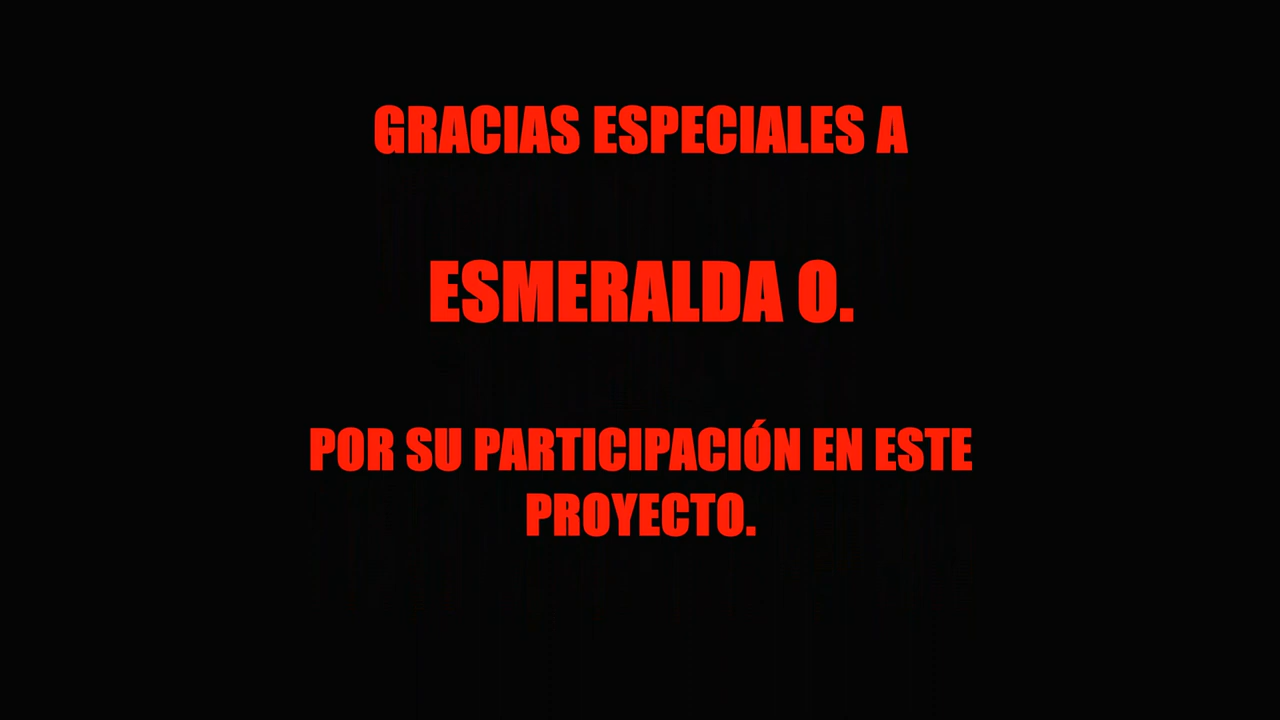 GRACIAS ESPECIALES A
ESMERALDA O.
POR SU PARTICIPACIÓN EN ESTE
PROYECTO.